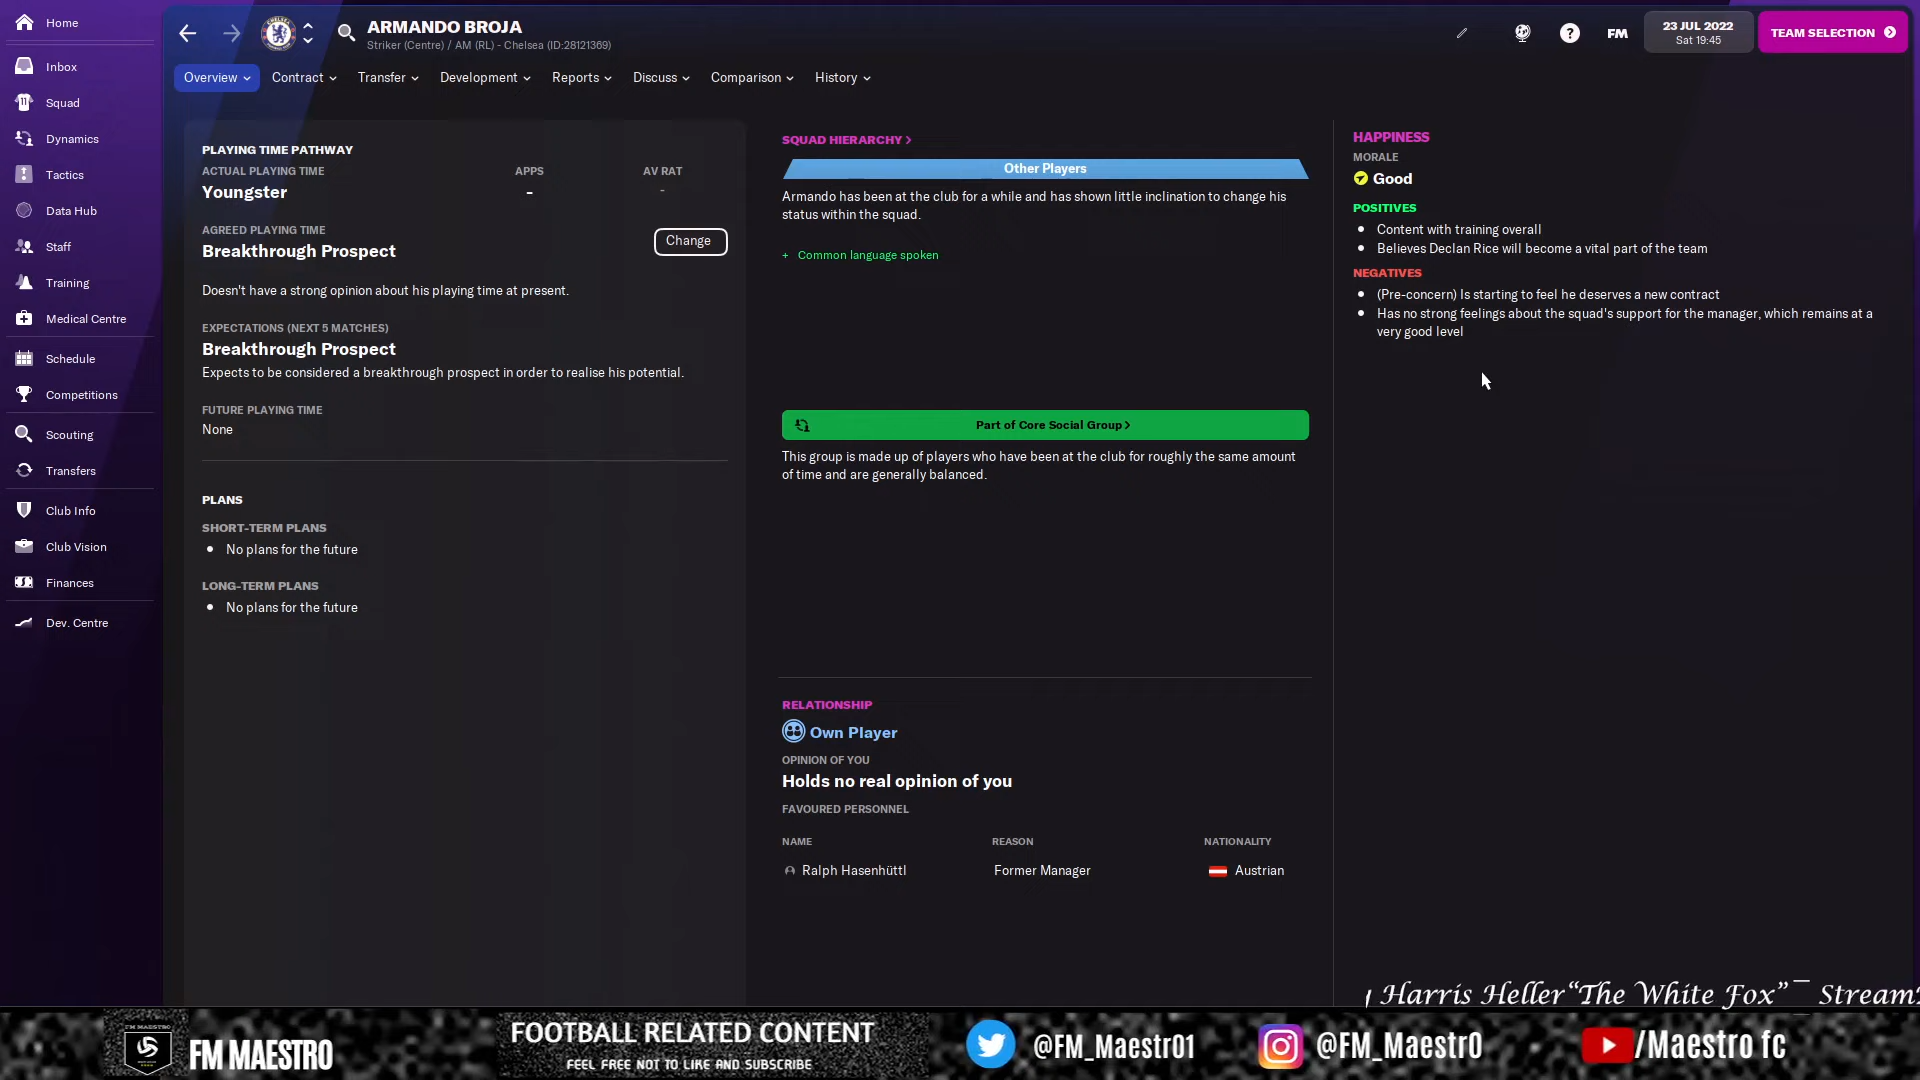 Home
Inbox
Squad
Dynamics
Tactics
Data Hub
Staff
Training
Medical Centre
Schedule
Competitions
Scouting
Transfers
Club Info
Club Vision
Finances
Dev. Centre
ARMANDO BROJA
Striker (Centre) / AM (RL) - Chelsea (ID:28121369)
?
FM
23 JUL 2022
Sat 19:45
TEAM SELECTION
Overview Contract Transfer Development Reports Discuss Comparison History
PLAYING TIME PATHWAY
ACTUAL PLAYING TIME APPS AV RAT
Youngster - -
AGREED PLAYING TIME
Breakthrough Prospect
Change
Doesn't have a strong opinion about his playing time at present.
EXPECTATIONS (NEXT 5 MATCHES)
Breakthrough Prospect
Expects to be considered a breakthrough prospect in order to realise his potential.
FUTURE PLAYING TIME
None
PLANS
SHORT-TERM PLANS
• No plans for the future
LONG-TERM PLANS
• No plans for the future
SQUAD HIERARCHY >
Other Players
Armando has been at the club for a while and has shown little inclination to change his
status within the squad.
+ Common language spoken
Part of Core Social Group >
This group is made up of players who have been at the club for roughly the same amount
of time and are generally balanced.
RELATIONSHIP
Own Player
OPINION OF YOU
Holds no real opinion of you
FAVOURED PERSONNEL
NAME REASON NATIONALITY
Ralph Hasenhüttl Former Manager Austrian
HAPPINESS
MORALE
Good
POSITIVES
• Content with training overall
• Believes Declan Rice will become a vital part of the team
NEGATIVES
• (Pre-concern) Is starting to feel he deserves a new contract
• Has no strong feelings about the squad's support for the manager, which remains at a
very good level
Harris Heller "The White Fox" – Stream
FM MAESTRO
FM MAESTRO
FOOTBALL RELATED CONTENT
FEEL FREE NOT TO LIKE AND SUBSCRIBE
@FM_Maestr01
@FM_Maestr0
/Maestro fc